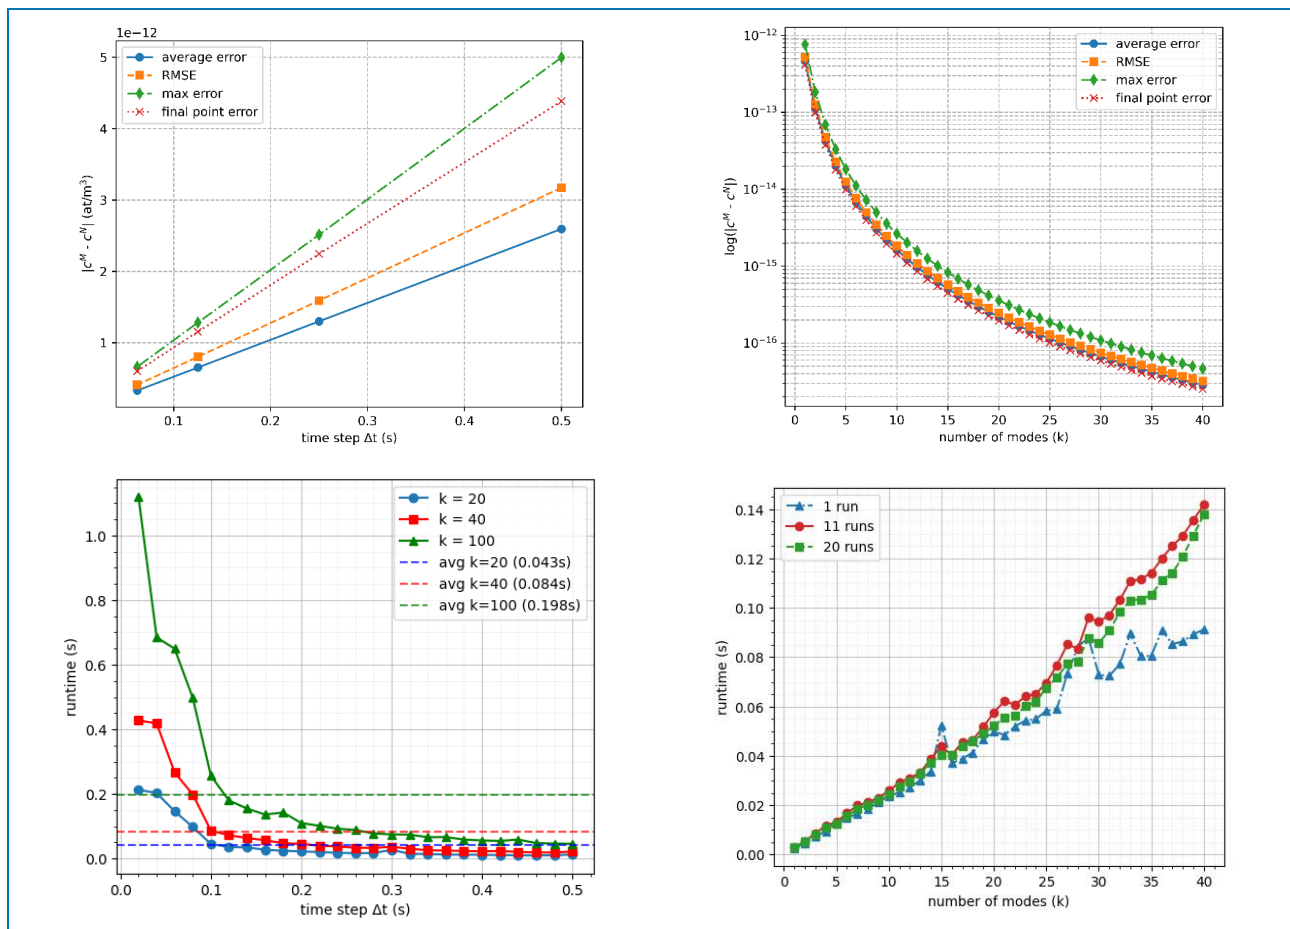 1e−12
5
4
3
2
1
average error
RMSE
max error
final point error
|c^M - c^N| (at/m³)
0.1 0.2 0.3 0.4 0.5
time step Δt (s)
10⁻¹²
10⁻¹³
10⁻¹⁴
10⁻¹⁵
10⁻¹⁶
average error
RMSE
max error
final point error
log(|c^M - c^N|)
0 5 10 15 20 25 30 35 40
number of modes (k)
1.0
0.8
0.6
0.4
0.2
0.0
k = 20
k = 40
k = 100
avg k=20 (0.043s)
avg k=40 (0.084s)
avg k=100 (0.198s)
runtime (s)
0.0 0.1 0.2 0.3 0.4 0.5
time step Δt (s)
0.14
0.12
0.10
0.08
0.06
0.04
0.02
0.00
1 run
11 runs
20 runs
runtime (s)
0 5 10 15 20 25 30 35 40
number of modes (k)